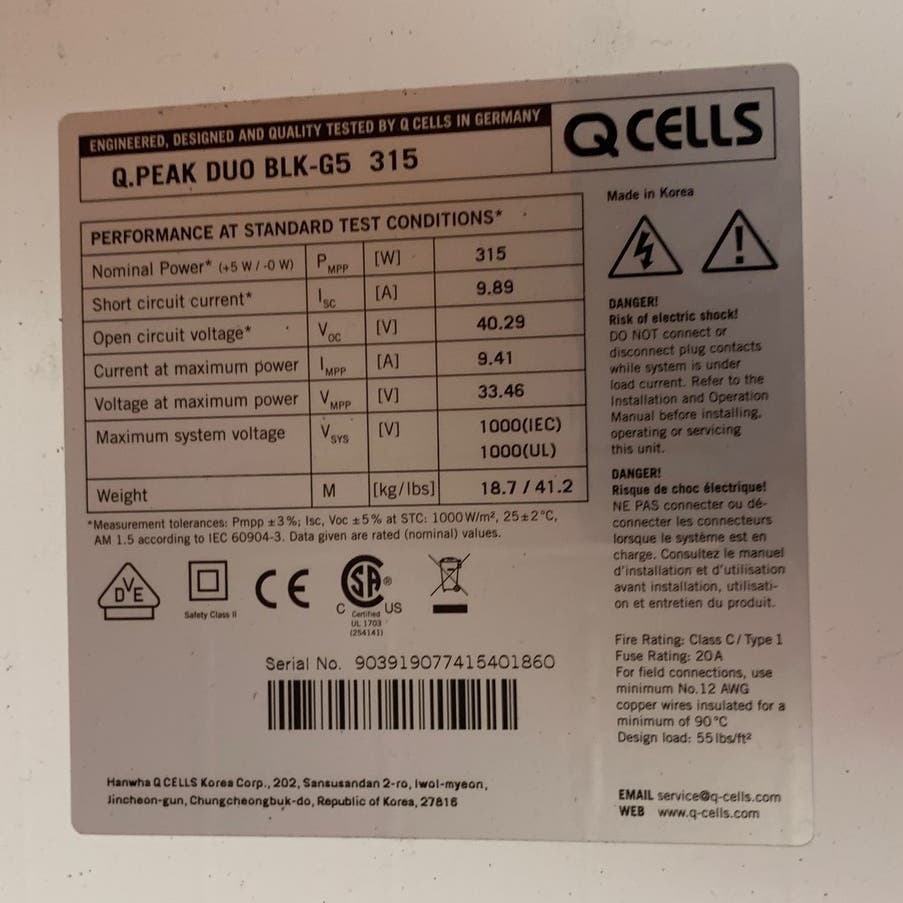 ENGINEERED, DESIGNED AND QUALITY TESTED BY Q CELLS IN GERMANY
Q.PEAK DUO BLK-G5 315
Q CELLS
Made in Korea
PERFORMANCE AT STANDARD TEST CONDITIONS*
Nominal Power* (+5 W / -0 W) PMPP [W] 315
Short circuit current* ISC [A] 9.89
Open circuit voltage* VOC [V] 40.29
Current at maximum power IMPP [A] 9.41
Voltage at maximum power VMPP [V] 33.46
Maximum system voltage VSYS [V] 1000(IEC)
1000(UL)
Weight M [kg/lbs] 18.7 / 41.2
*Measurement tolerances: Pmpp ±3%; Isc, Voc ±5% at STC: 1000 W/m², 25±2°C,
AM 1.5 according to IEC 60904-3. Data given are rated (nominal) values.
DVE
Safety Class II
CE
SA®
C Certified US
UL 1703
(254141)
Serial No. 903919077415401860
Hanwha Q CELLS Korea Corp., 202, Sansusandan 2-ro, Iwol-myeon,
Jincheon-gun, Chungcheongbuk-do, Republic of Korea, 27816
DANGER!
Risk of electric shock!
DO NOT connect or
disconnect plug contacts
while system is under
load current. Refer to the
Installation and Operation
Manual before installing,
operating or servicing
this unit.
DANGER!
Risque de choc électrique!
NE PAS connecter ou dé-
connecter les connecteurs
lorsque le système est en
charge. Consultez le manuel
d'installation et d'utilisation
avant installation, utilisati-
on et entretien du produit.
Fire Rating: Class C / Type 1
Fuse Rating: 20 A
For field connections, use
minimum No. 12 AWG
copper wires insulated for a
minimum of 90 °C
Design load: 55 lbs/ft²
EMAIL service@q-cells.com
WEB www.q-cells.com